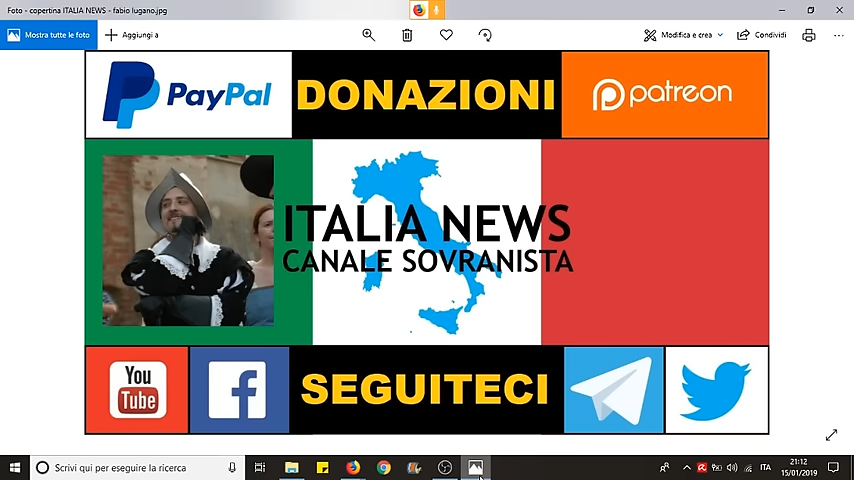 Foto - copertina ITALIA NEWS - fabio lugano.jpg
Mostra tutte le foto
Aggiungi a
Modifica e crea
Condividi
PayPal
DONAZIONI
patreon
ITALIA NEWS
CANALE SOVRANISTA
You
Tube
f
SEGUITECI
Scrivi qui per eseguire la ricerca
ITA
21:12
15/01/2019